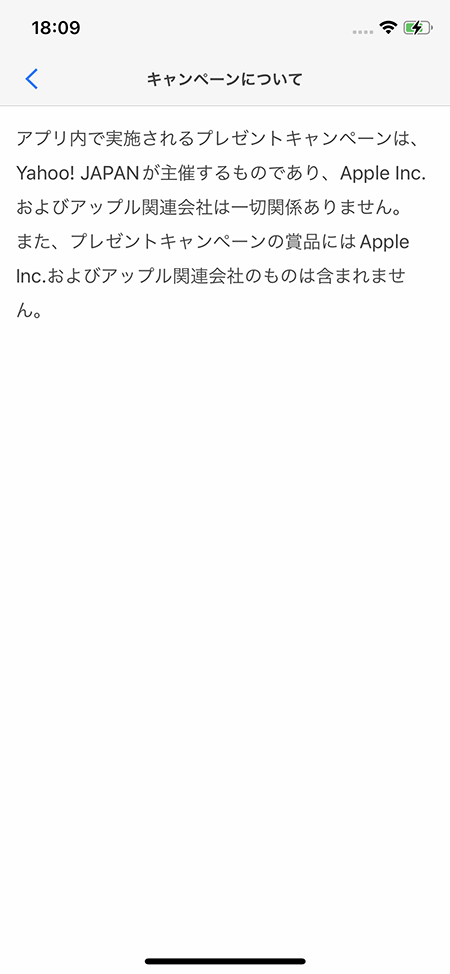 18:09
キャンペーンについて
アプリ内で実施されるプレゼントキャンペーンは、
Yahoo! JAPANが主催するものであり、Apple Inc.
およびアップル関連会社は一切関係ありません。
また、プレゼントキャンペーンの賞品にはApple
Inc.およびアップル関連会社のものは含まれませ
ん。